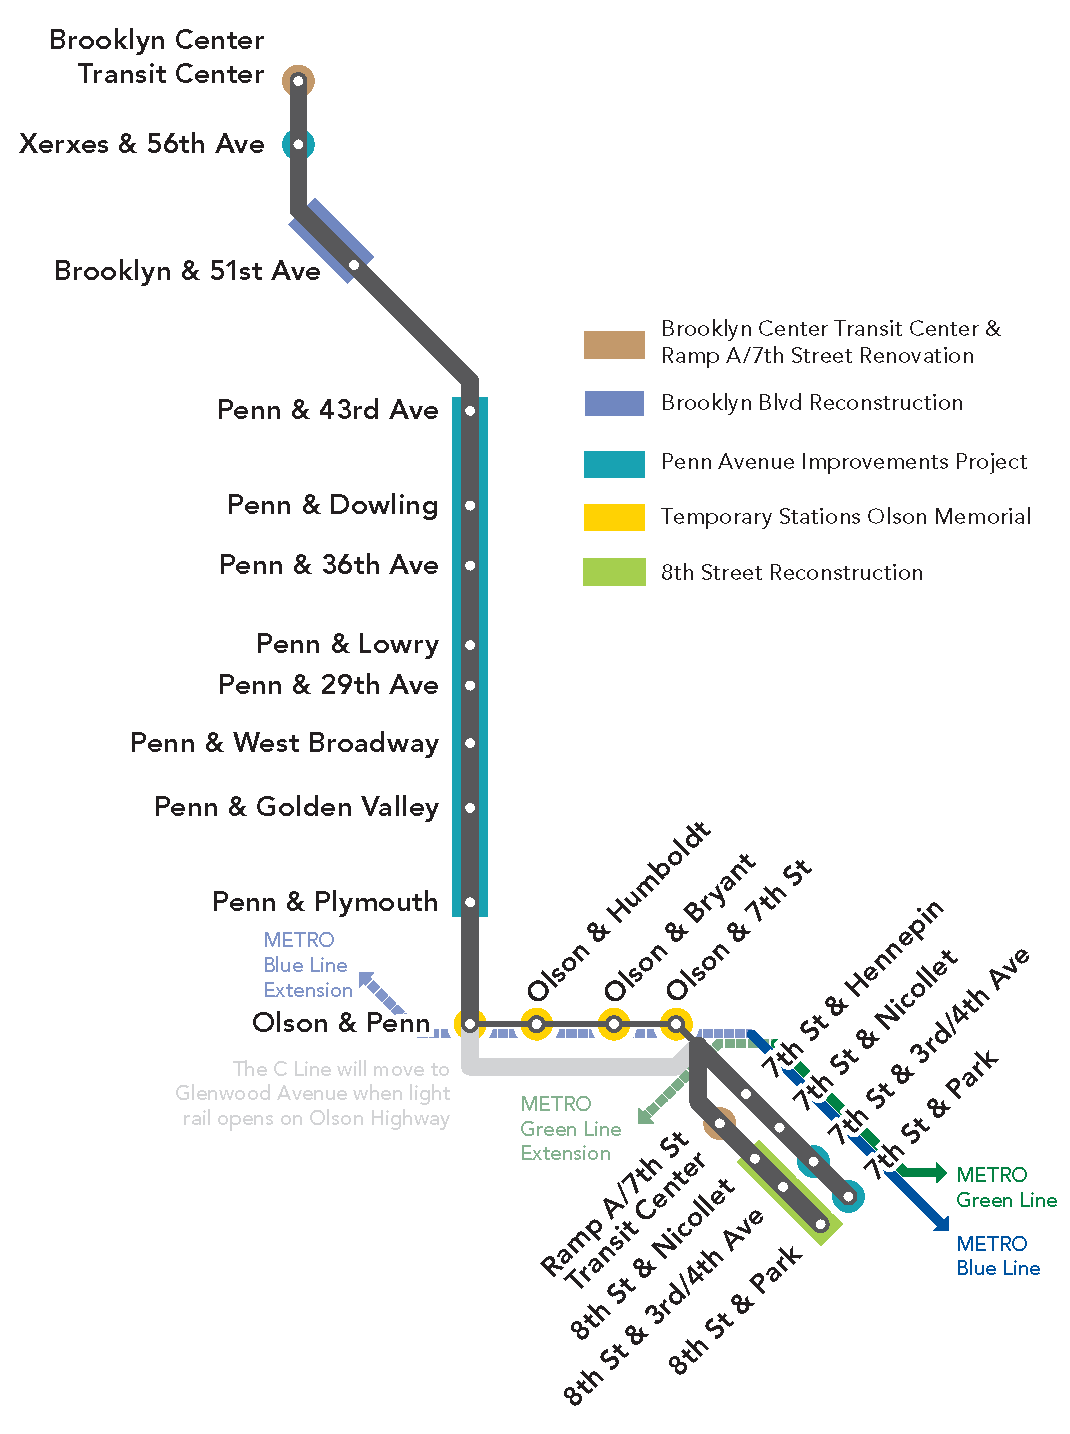 Brooklyn Center
Transit Center
Xerxes & 56th Ave
Brooklyn & 51st Ave
Brooklyn Center Transit Center &
Ramp A/7th Street Renovation
Brooklyn Blvd Reconstruction
Penn Avenue Improvements Project
Temporary Stations Olson Memorial
8th Street Reconstruction
Penn & 43rd Ave
Penn & Dowling
Penn & 36th Ave
Penn & Lowry
Penn & 29th Ave
Penn & West Broadway
Penn & Golden Valley
Penn & Plymouth
METRO
Blue Line
Extension
Olson & Penn
Olson & Humboldt
Olson & Bryant
Olson & 7th St
The C Line will move to
Glenwood Avenue when light
rail opens on Olson Highway
METRO
Green Line
Extension
7th St & Hennepin
7th St & Nicollet
7th St & 3rd/4th Ave
7th St & Park
Ramp A/7th St
Transit Center
8th St & Nicollet
8th St & 3rd/4th Ave
8th St & Park
METRO
Green Line
METRO
Blue Line